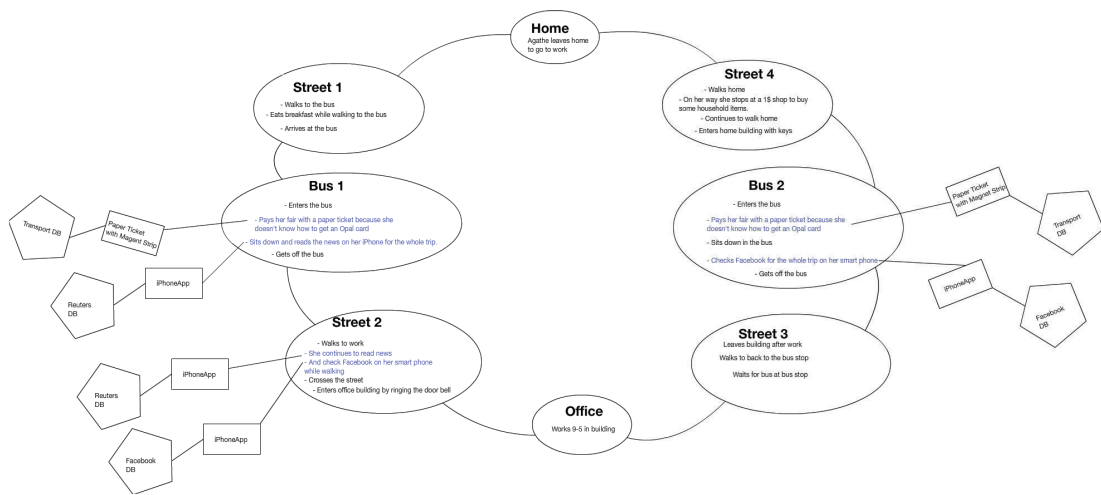 Home
Agathe leaves home
to go to work
Street 1
- Walks to the bus
- Eats breakfast while walking to the bus
- Arrives at the bus
Bus 1
- Enters the bus
- Pays her fair with a paper ticket because she
doesn't know how to get an Opal card
- Sits down and reads the news on her iPhone for the whole trip.
- Gets off the bus
Transport DB
Paper Ticket
with Magent Strip
Reuters
DB
iPhoneApp
Street 2
- Walks to work
- She continues to read news
- And check Facebook on her smart phone
while walking
- Crosses the street
- Enters office building by ringing the door bell
Reuters
DB
iPhoneApp
Facebook
DB
iPhoneApp
Office
Works 9-5 in building
Street 3
Leaves building after work
Walks to back to the bus stop
Waits for bus at bus stop
Bus 2
- Enters the bus
- Pays her fair with a paper ticket because she
doesn't know how to get an Opal card
- Sits down in the bus
- Checks Facebook for the whole trip on her smart phone
- Gets off the bus
Paper Ticket
with Magnet Strip
Transport
DB
iPhoneApp
Facebook
DB
Street 4
- Walks home
- On her way she stops at a 1$ shop to buy
some household items.
- Continues to walk home
- Enters home building with keys